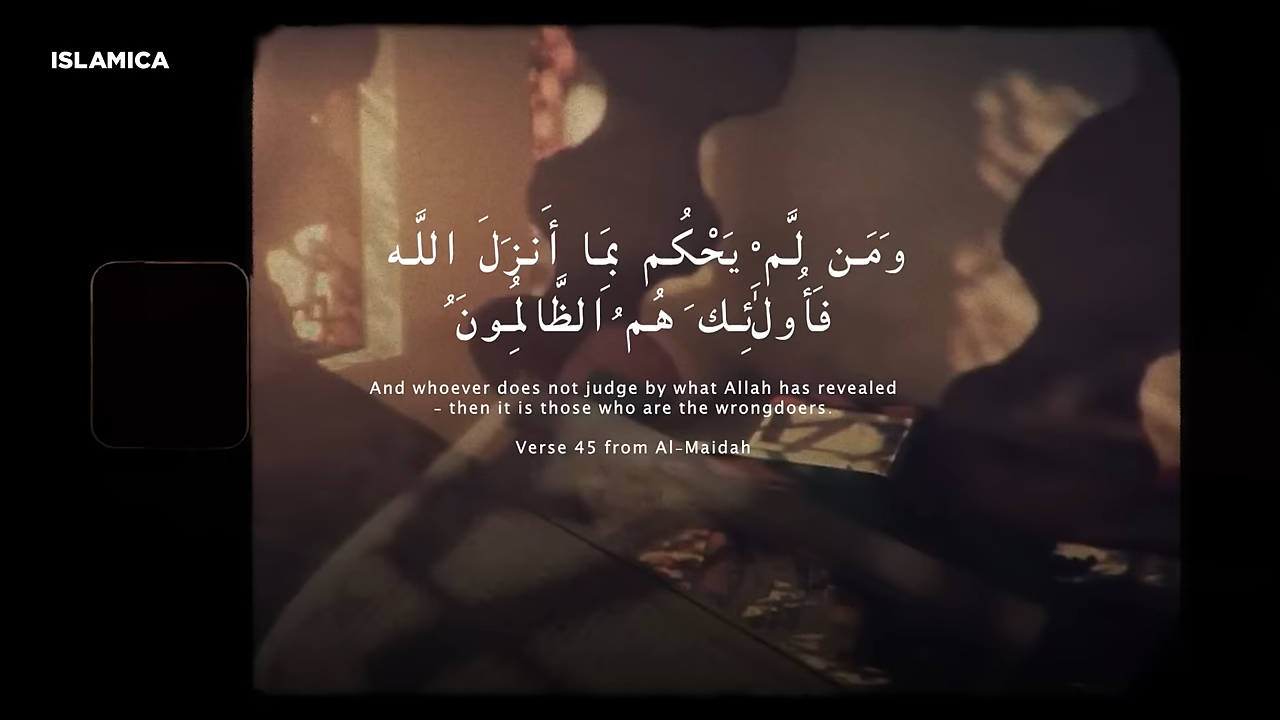 ISLAMICA
وَمَن لَّمْ يَحْكُم بِمَا أَنزَلَ اللَّه
فَأُولَٰئِكَ هُمُ الظَّالِمُونَُ
And whoever does not judge by what Allah has revealed
– then it is those who are the wrongdoers.
Verse 45 from Al–Maidah